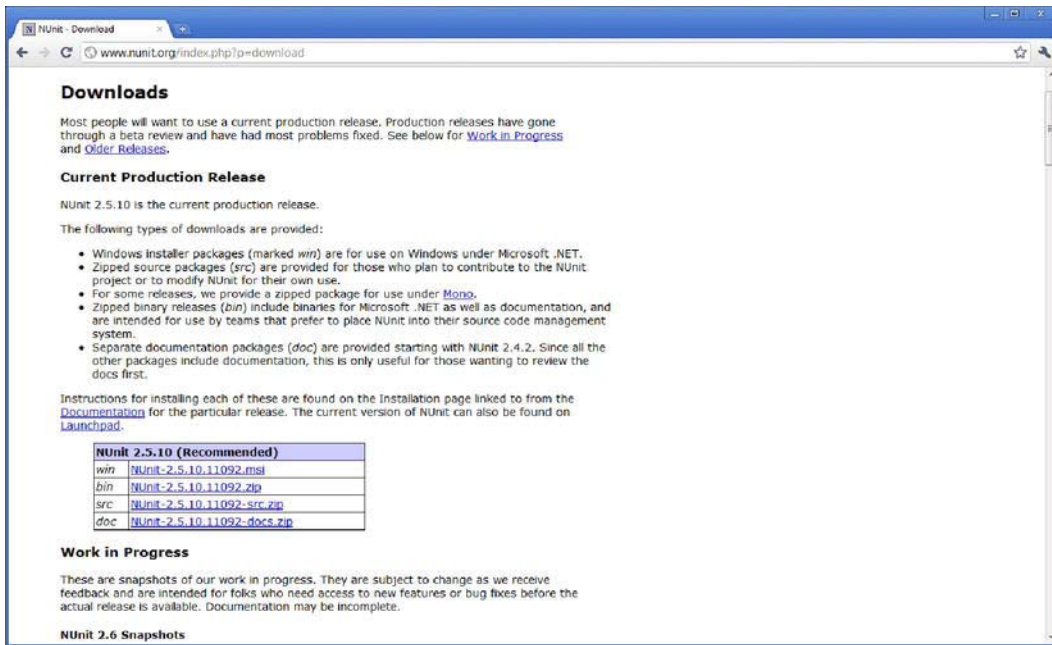 NUnit - Download
www.nunit.org/index.php?p=download
Downloads
Most people will want to use a current production release. Production releases have gone
through a beta review and have had most problems fixed. See below for Work in Progress
and Older Releases.
Current Production Release
NUnit 2.5.10 is the current production release.
The following types of downloads are provided:
• Windows Installer packages (marked win) are for use on Windows under Microsoft .NET.
• Zipped source packages (src) are provided for those who plan to contribute to the NUnit
project or to modify NUnit for their own use.
• For some releases, we provide a zipped package for use under Mono.
• Zipped binary releases (bin) include binaries for Microsoft .NET as well as documentation, and
are intended for use by teams that prefer to place NUnit into their source code management
system.
• Separate documentation packages (doc) are provided starting with NUnit 2.4.2. Since all the
other packages include documentation, this is only useful for those wanting to review the
docs first.
Instructions for installing each of these are found on the Installation page linked to from the
Documentation for the particular release. The current version of NUnit can also be found on
Launchpad.
NUnit 2.5.10 (Recommended)
win NUnit-2.5.10.11092.msi
bin NUnit-2.5.10.11092.zip
src NUnit-2.5.10.11092-src.zip
doc NUnit-2.5.10.11092-docs.zip
Work in Progress
These are snapshots of our work in progress. They are subject to change as we receive
feedback and are intended for folks who need access to new features or bug fixes before the
actual release is available. Documentation may be incomplete.
NUnit 2.6 Snapshots